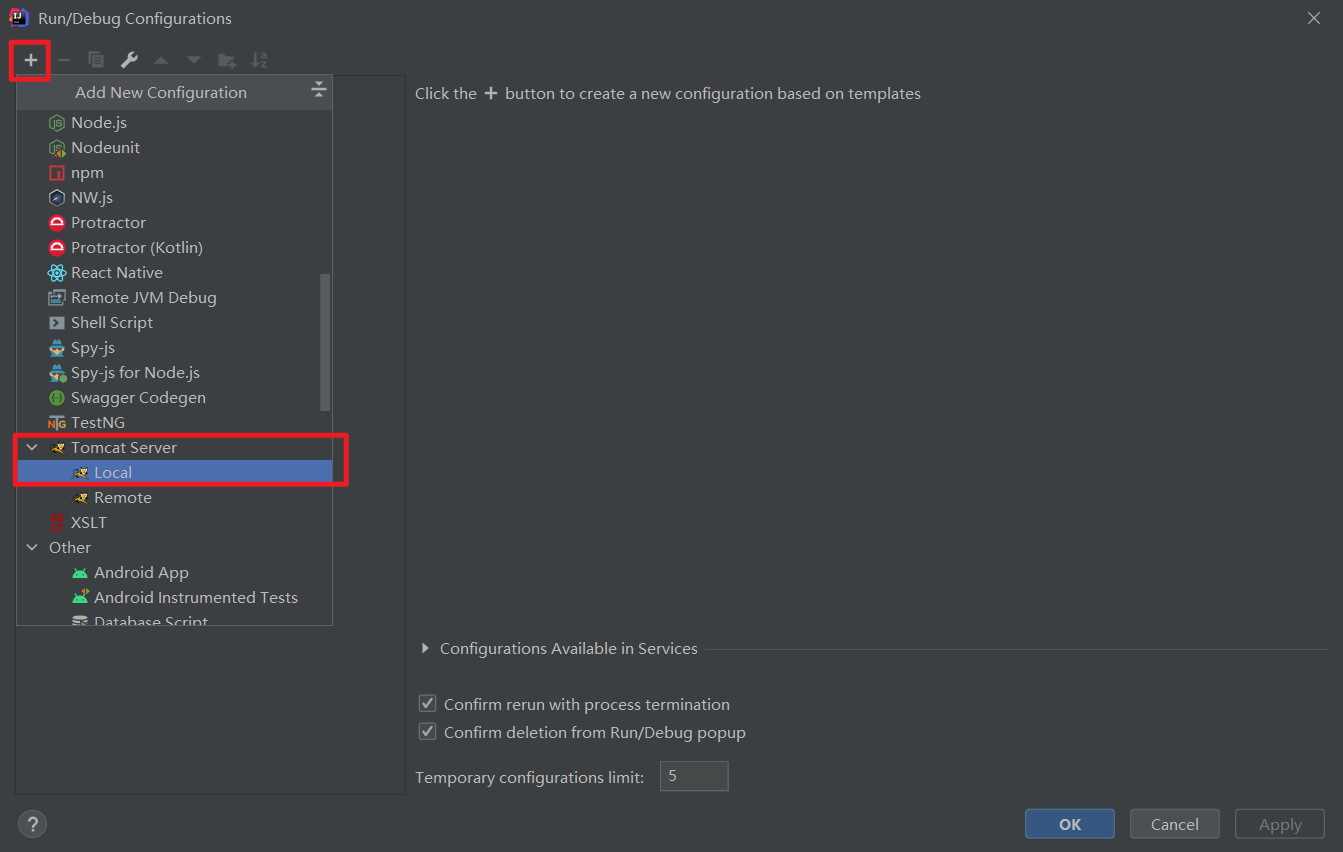 Run/Debug Configurations
Add New Configuration
Click the + button to create a new configuration based on templates
Node.js
Nodeunit
npm
NW.js
Protractor
Protractor (Kotlin)
React Native
Remote JVM Debug
Shell Script
Spy-js
Spy-js for Node.js
Swagger Codegen
TestNG
Tomcat Server
Local
Remote
XSLT
Other
Android App
Android Instrumented Tests
Database Script
Configurations Available in Services
Confirm rerun with process termination
Confirm deletion from Run/Debug popup
Temporary configurations limit: 5
? OK Cancel Apply